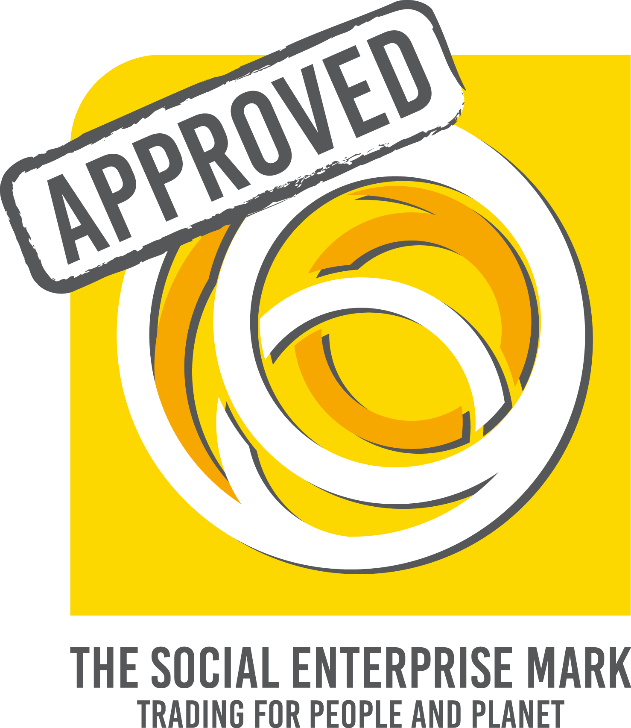 APPROVED
THE SOCIAL ENTERPRISE MARK
TRADING FOR PEOPLE AND PLANET